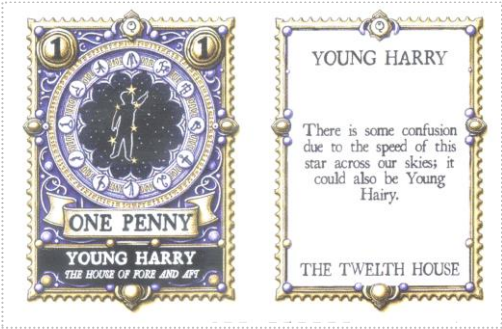 1 1
ONE PENNY
YOUNG HARRY
THE HOUSE OF FORE AND AFT
YOUNG HARRY
There is some confusion
due to the speed of this
star across our skies; it
could also be Young
Hairy.
THE TWELTH HOUSE